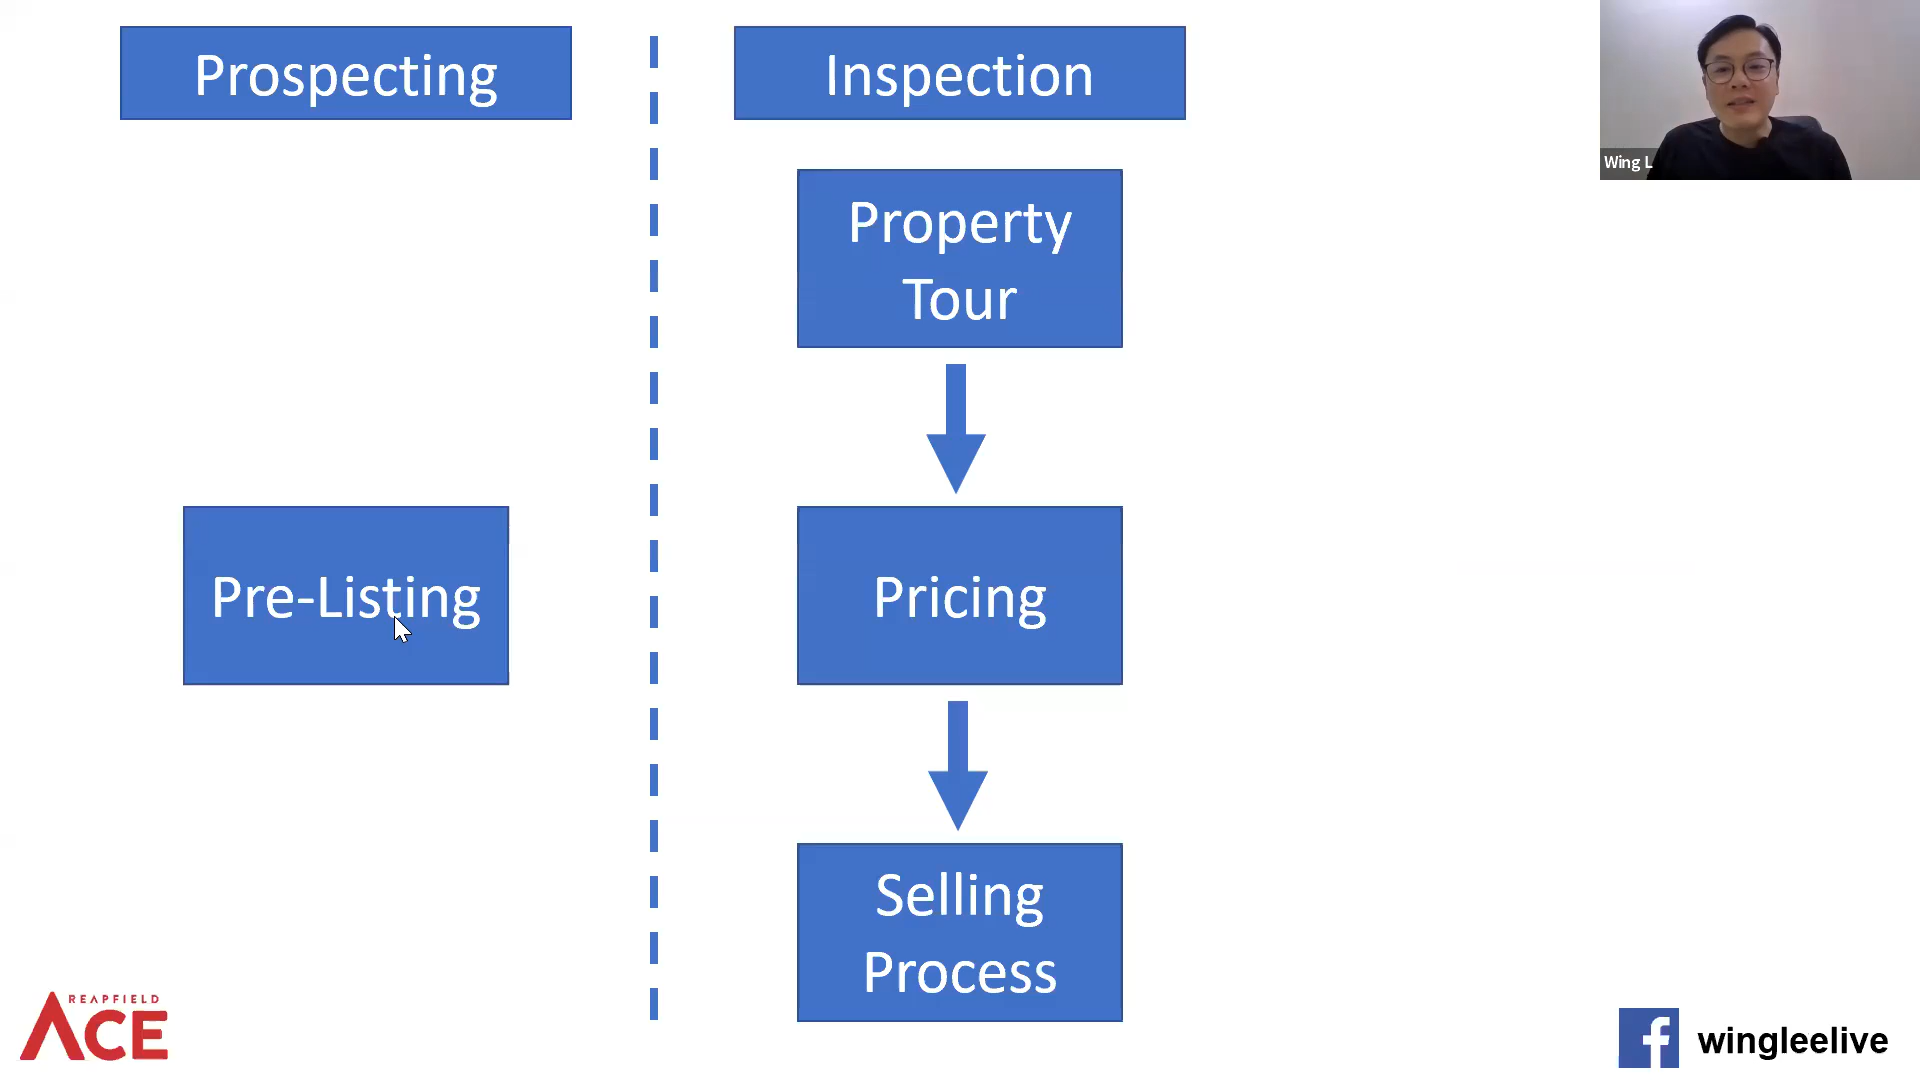 Prospecting
Inspection
Wing L
Property
Tour
Pre-Listing
Pricing
Selling
Process
REAPFIELD
ACE
wingleelive